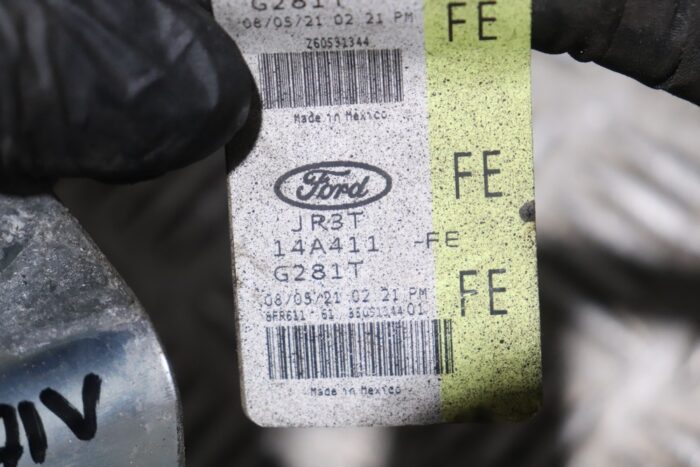 G281T
08/05/21 02 21 PM
FE
Z60531344
Made in Mexico
FE
Ford
JR3T
14A411 -FE
G281T
08/05/21 02 21 PM
FE
01
Made in Mexico